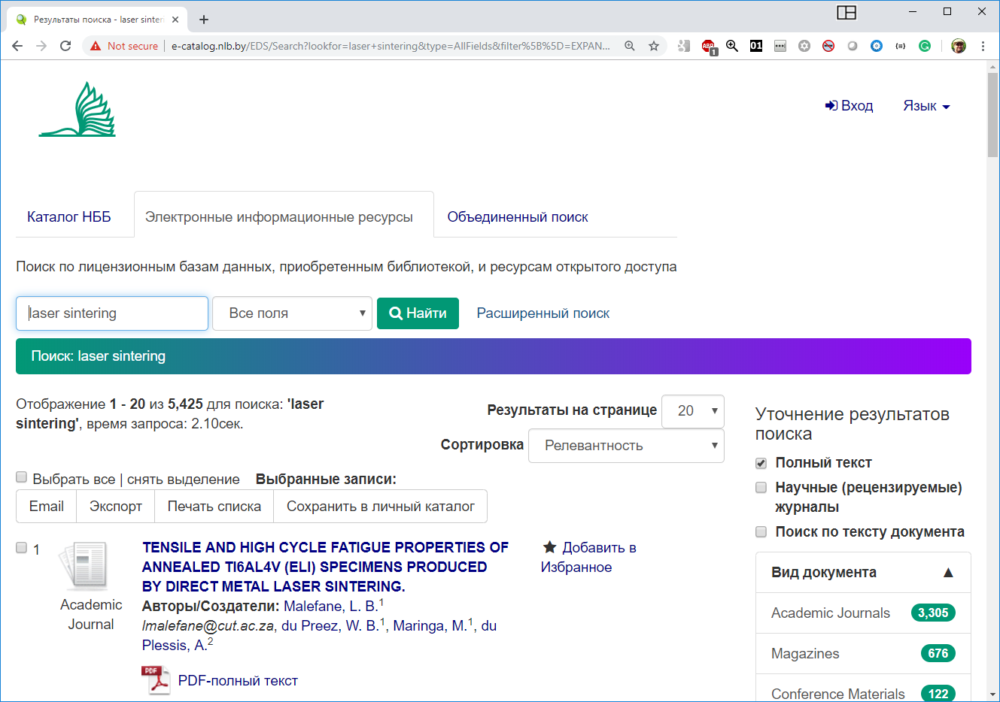 Результаты поиска - laser sinter
Not secure
e-catalog.nlb.by/EDS/Search?lookfor=laser+sintering&type=AllFields&filter%5B%5D=EXPAN...
ABP
1
01
Вход
Язык
Каталог НББ
Электронные информационные ресурсы
Объединенный поиск
Поиск по лицензионным базам данных, приобретенным библиотекой, и ресурсам открытого доступа
laser sintering
Все поля
Найти
Расширенный поиск
Поиск: laser sintering
Отображение 1 - 20 из 5,425 для поиска: 'laser
sintering', время запроса: 2.10сек.
Результаты на странице
20
Сортировка
Релевантность
Выбрать все | снять выделение
Выбранные записи:
Email
Экспорт
Печать списка
Сохранить в личный каталог
1
Academic
Journal
TENSILE AND HIGH CYCLE FATIGUE PROPERTIES OF
ANNEALED TI6AL4V (ELI) SPECIMENS PRODUCED
BY DIRECT METAL LASER SINTERING.
Авторы/Создатели: Malefane, L. B.1
lmalefane@cut.ac.za, du Preez, W. B.1, Maringa, M.1, du
Plessis, A.2
PDF
PDF-полный текст
Добавить в
Избранное
Уточнение результатов
поиска
Полный текст
Научные (рецензируемые)
журналы
Поиск по тексту документа
Вид документа
Academic Journals 3,305
Magazines 676
Conference Materials 122